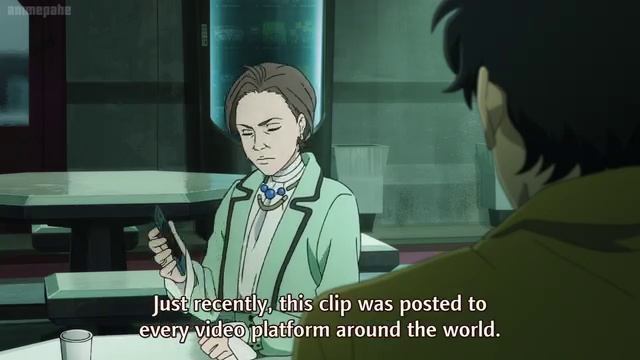 animepahe
Just recently, this clip was posted to
every video platform around the world.